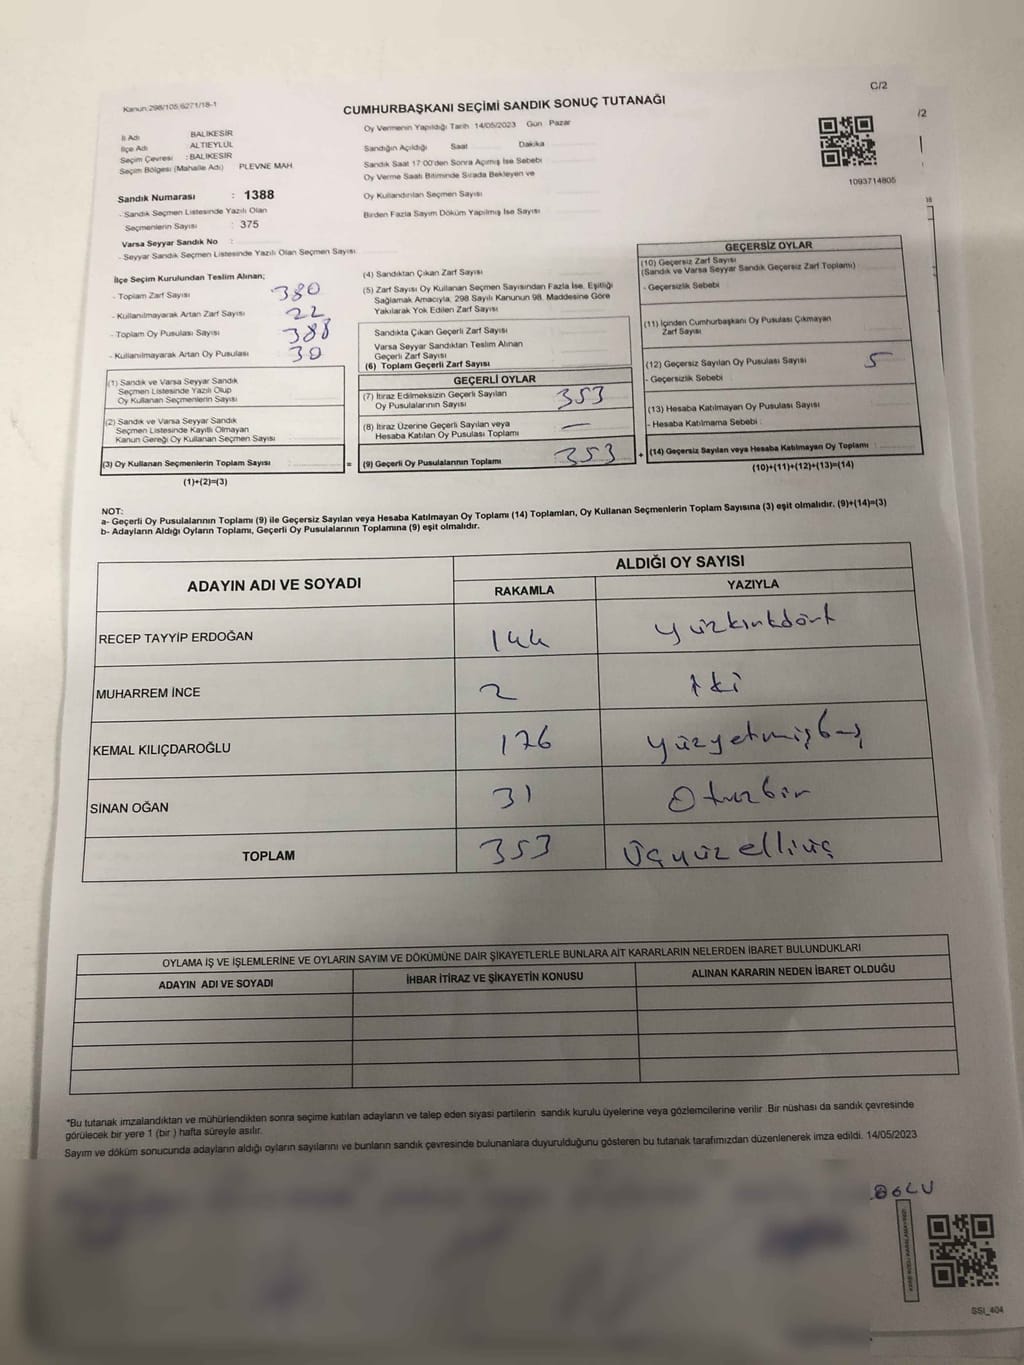 Kanun:298/105;6271/18-1
C/2
CUMHURBAŞKANI SEÇİMİ SANDIK SONUÇ TUTANAĞI
/2
İl Adı BALIKESİR
İlçe Adı ALTIEYLÜL
Seçim Çevresi : BALIKESİR
Seçim Bölgesi (Mahalle Adı) PLEVNE MAH.
Oy Vermenin Yapıldığı Tarih 14/05/2023 Gün Pazar
Sandığın Açıldığı Saat Dakika
Sandık Saat 17:00'den Sonra Açımış İse Sebebi
Oy Verme Saati Bitiminde Sırada Bekleyen ve
Oy Kullandırılan Seçmen Sayısı
Birden Fazla Sayım Döküm Yapılmış İse Sayısı
1093714805
Sandık Numarası : 1388
- Sandık Seçmen Listesinde Yazılı Olan
Seçmenlerin Sayısı : 375
Varsa Seyyar Sandık No :
- Seyyar Sandık Seçmen Listesinde Yazılı Olan Seçmen Sayısı
İlçe Seçim Kurulundan Teslim Alınan;
- Toplam Zarf Sayısı 380
- Kullanılmayarak Artan Zarf Sayısı 22
- Toplam Oy Pusulası Sayısı 388
- Kullanılmayarak Artan Oy Pusulası 30
(1) Sandık ve Varsa Seyyar Sandık
Seçmen Listesinde Yazılı Olup
Oy Kullanan Seçmenlerin Sayısı
(2) Sandık ve Varsa Seyyar Sandık
Seçmen Listesinde Kayıtlı Olmayan
Kanun Gereği Oy Kullanan Seçmen Sayısı
(3) Oy Kullanan Seçmenlerin Toplam Sayısı =
(1)+(2)=(3)
(4) Sandıktan Çıkan Zarf Sayısı
(5) Zarf Sayısı Oy Kullanan Seçmen Sayısından Fazla İse, Eşitliği
Sağlamak Amacıyla, 298 Sayılı Kanunun 98. Maddesine Göre
Yakılarak Yok Edilen Zarf Sayısı
Sandıkta Çıkan Geçerli Zarf Sayısı
Varsa Seyyar Sandıktan Teslim Alınan
Geçerli Zarf Sayısı
(6) Toplam Geçerli Zarf Sayısı
GEÇERLİ OYLAR
(7) İtiraz Edilmeksizin Geçerli Sayılan
Oy Pusulalarının Sayısı 353
(8) İtiraz Üzerine Geçerli Sayılan veya
Hesaba Katılan Oy Pusulası Toplamı —
(9) Geçerli Oy Pusulalarının Toplamı 353 +
GEÇERSİZ OYLAR
(10) Geçersiz Zarf Sayısı
(Sandık ve Varsa Seyyar Sandık Geçersiz Zarf Toplamı)
- Geçersizlik Sebebi
(11) İçinden Cumhurbaşkanı Oy Pusulası Çıkmayan
Zarf Sayısı
(12) Geçersiz Sayılan Oy Pusulası Sayısı 5
- Geçersizlik Sebebi
(13) Hesaba Katılmayan Oy Pusulası Sayısı
- Hesaba Katılmama Sebebi
(14) Geçersiz Sayılan veya Hesaba Katılmayan Oy Toplamı
(10)+(11)+(12)+(13)=(14)
NOT:
a- Geçerli Oy Pusulalarının Toplamı (9) ile Geçersiz Sayılan veya Hesaba Katılmayan Oy Toplamı (14) Toplamları, Oy Kullanan Seçmenlerin Toplam Sayısına (3) eşit olmalıdır. (9)+(14)=(3)
b- Adayların Aldığı Oyların Toplamı, Geçerli Oy Pusulalarının Toplamına (9) eşit olmalıdır.
ADAYIN ADI VE SOYADI
ALDIĞI OY SAYISI
RAKAMLA YAZIYLA
RECEP TAYYİP ERDOĞAN 144 yüzkırkdört
MUHARREM İNCE 2 iki
KEMAL KILIÇDAROĞLU 176 yüzyetmişbeş
SİNAN OĞAN 31 Otuzbir
TOPLAM 353 Üçyüzelliüç
OYLAMA İŞ VE İŞLEMLERİNE VE OYLARIN SAYIM VE DÖKÜMÜNE DAİR ŞİKAYETLERLE BUNLARA AİT KARARLARIN NELERDEN İBARET BULUNDUKLARI
ADAYIN ADI VE SOYADI İHBAR İTİRAZ VE ŞİKAYETİN KONUSU ALINAN KARARIN NEDEN İBARET OLDUĞU
*Bu tutanak imzalandıktan ve mühürlendikten sonra seçime katılan adayların ve talep eden siyasi partilerin sandık kurulu üyelerine veya gözlemcilerine verilir. Bir nüshası da sandık çevresinde
görülecek bir yere 1 (bir ) hafta süreyle asılır.
Sayım ve döküm sonucunda adayların aldığı oyların sayılarını ve bunların sandık çevresinde bulunanlara duyurulduğunu gösteren bu tutanak tarafımızdan düzenlenerek imza edildi. 14/05/2023
SSI_404